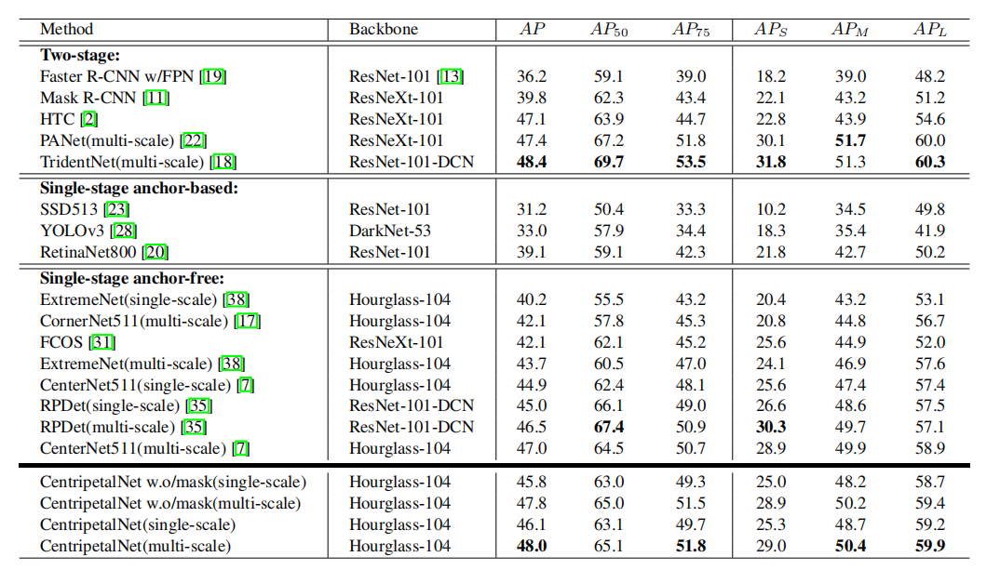 Method Backbone AP AP50 AP75 APS APM APL
Two-stage:
Faster R-CNN w/FPN [19] ResNet-101 [13] 36.2 59.1 39.0 18.2 39.0 48.2
Mask R-CNN [11] ResNeXt-101 39.8 62.3 43.4 22.1 43.2 51.2
HTC [2] ResNeXt-101 47.1 63.9 44.7 22.8 43.9 54.6
PANet(multi-scale) [22] ResNeXt-101 47.4 67.2 51.8 30.1 51.7 60.0
TridentNet(multi-scale) [18] ResNet-101-DCN 48.4 69.7 53.5 31.8 51.3 60.3
Single-stage anchor-based:
SSD513 [23] ResNet-101 31.2 50.4 33.3 10.2 34.5 49.8
YOLOv3 [28] DarkNet-53 33.0 57.9 34.4 18.3 35.4 41.9
RetinaNet800 [20] ResNet-101 39.1 59.1 42.3 21.8 42.7 50.2
Single-stage anchor-free:
ExtremeNet(single-scale) [38] Hourglass-104 40.2 55.5 43.2 20.4 43.2 53.1
CornerNet511(multi-scale) [17] Hourglass-104 42.1 57.8 45.3 20.8 44.8 56.7
FCOS [31] ResNeXt-101 42.1 62.1 45.2 25.6 44.9 52.0
ExtremeNet(multi-scale) [38] Hourglass-104 43.7 60.5 47.0 24.1 46.9 57.6
CenterNet511(single-scale) [7] Hourglass-104 44.9 62.4 48.1 25.6 47.4 57.4
RPDet(single-scale) [35] ResNet-101-DCN 45.0 66.1 49.0 26.6 48.6 57.5
RPDet(multi-scale) [35] ResNet-101-DCN 46.5 67.4 50.9 30.3 49.7 57.1
CenterNet511(multi-scale) [7] Hourglass-104 47.0 64.5 50.7 28.9 49.9 58.9
CentripetalNet w.o/mask(single-scale) Hourglass-104 45.8 63.0 49.3 25.0 48.2 58.7
CentripetalNet w.o/mask(multi-scale) Hourglass-104 47.8 65.0 51.5 28.9 50.2 59.4
CentripetalNet(single-scale) Hourglass-104 46.1 63.1 49.7 25.3 48.7 59.2
CentripetalNet(multi-scale) Hourglass-104 48.0 65.1 51.8 29.0 50.4 59.9